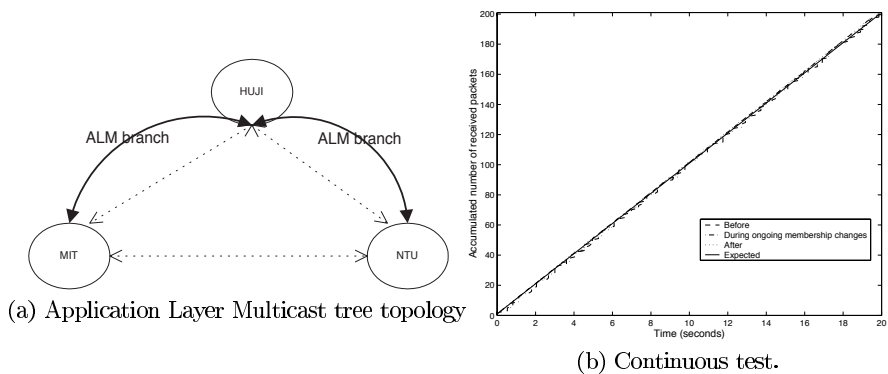 HUJI
ALM branch
ALM branch
MIT
NTU
(a) Application Layer Multicast tree topology
Accumulated number of received packets
200
180
160
140
120
100
80
60
40
20
0
0 2 4 6 8 10 12 14 16 18 20
Time (seconds)
Before
During ongoing membership changes
After
Expected
(b) Continuous test.